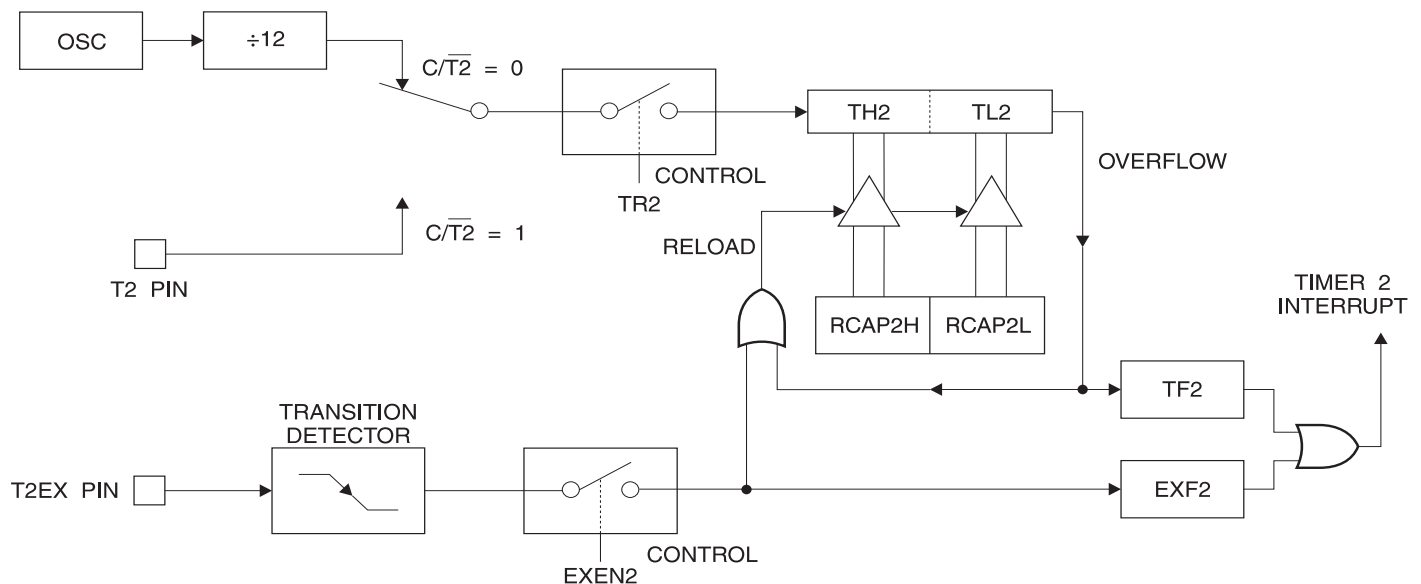 OSC
÷12
C/T2̅ = 0
TH2
TL2
OVERFLOW
CONTROL
TR2
C/T2̅ = 1
T2 PIN
RELOAD
RCAP2H
RCAP2L
TIMER 2
INTERRUPT
TF2
TRANSITION
DETECTOR
T2EX PIN
EXF2
CONTROL
EXEN2